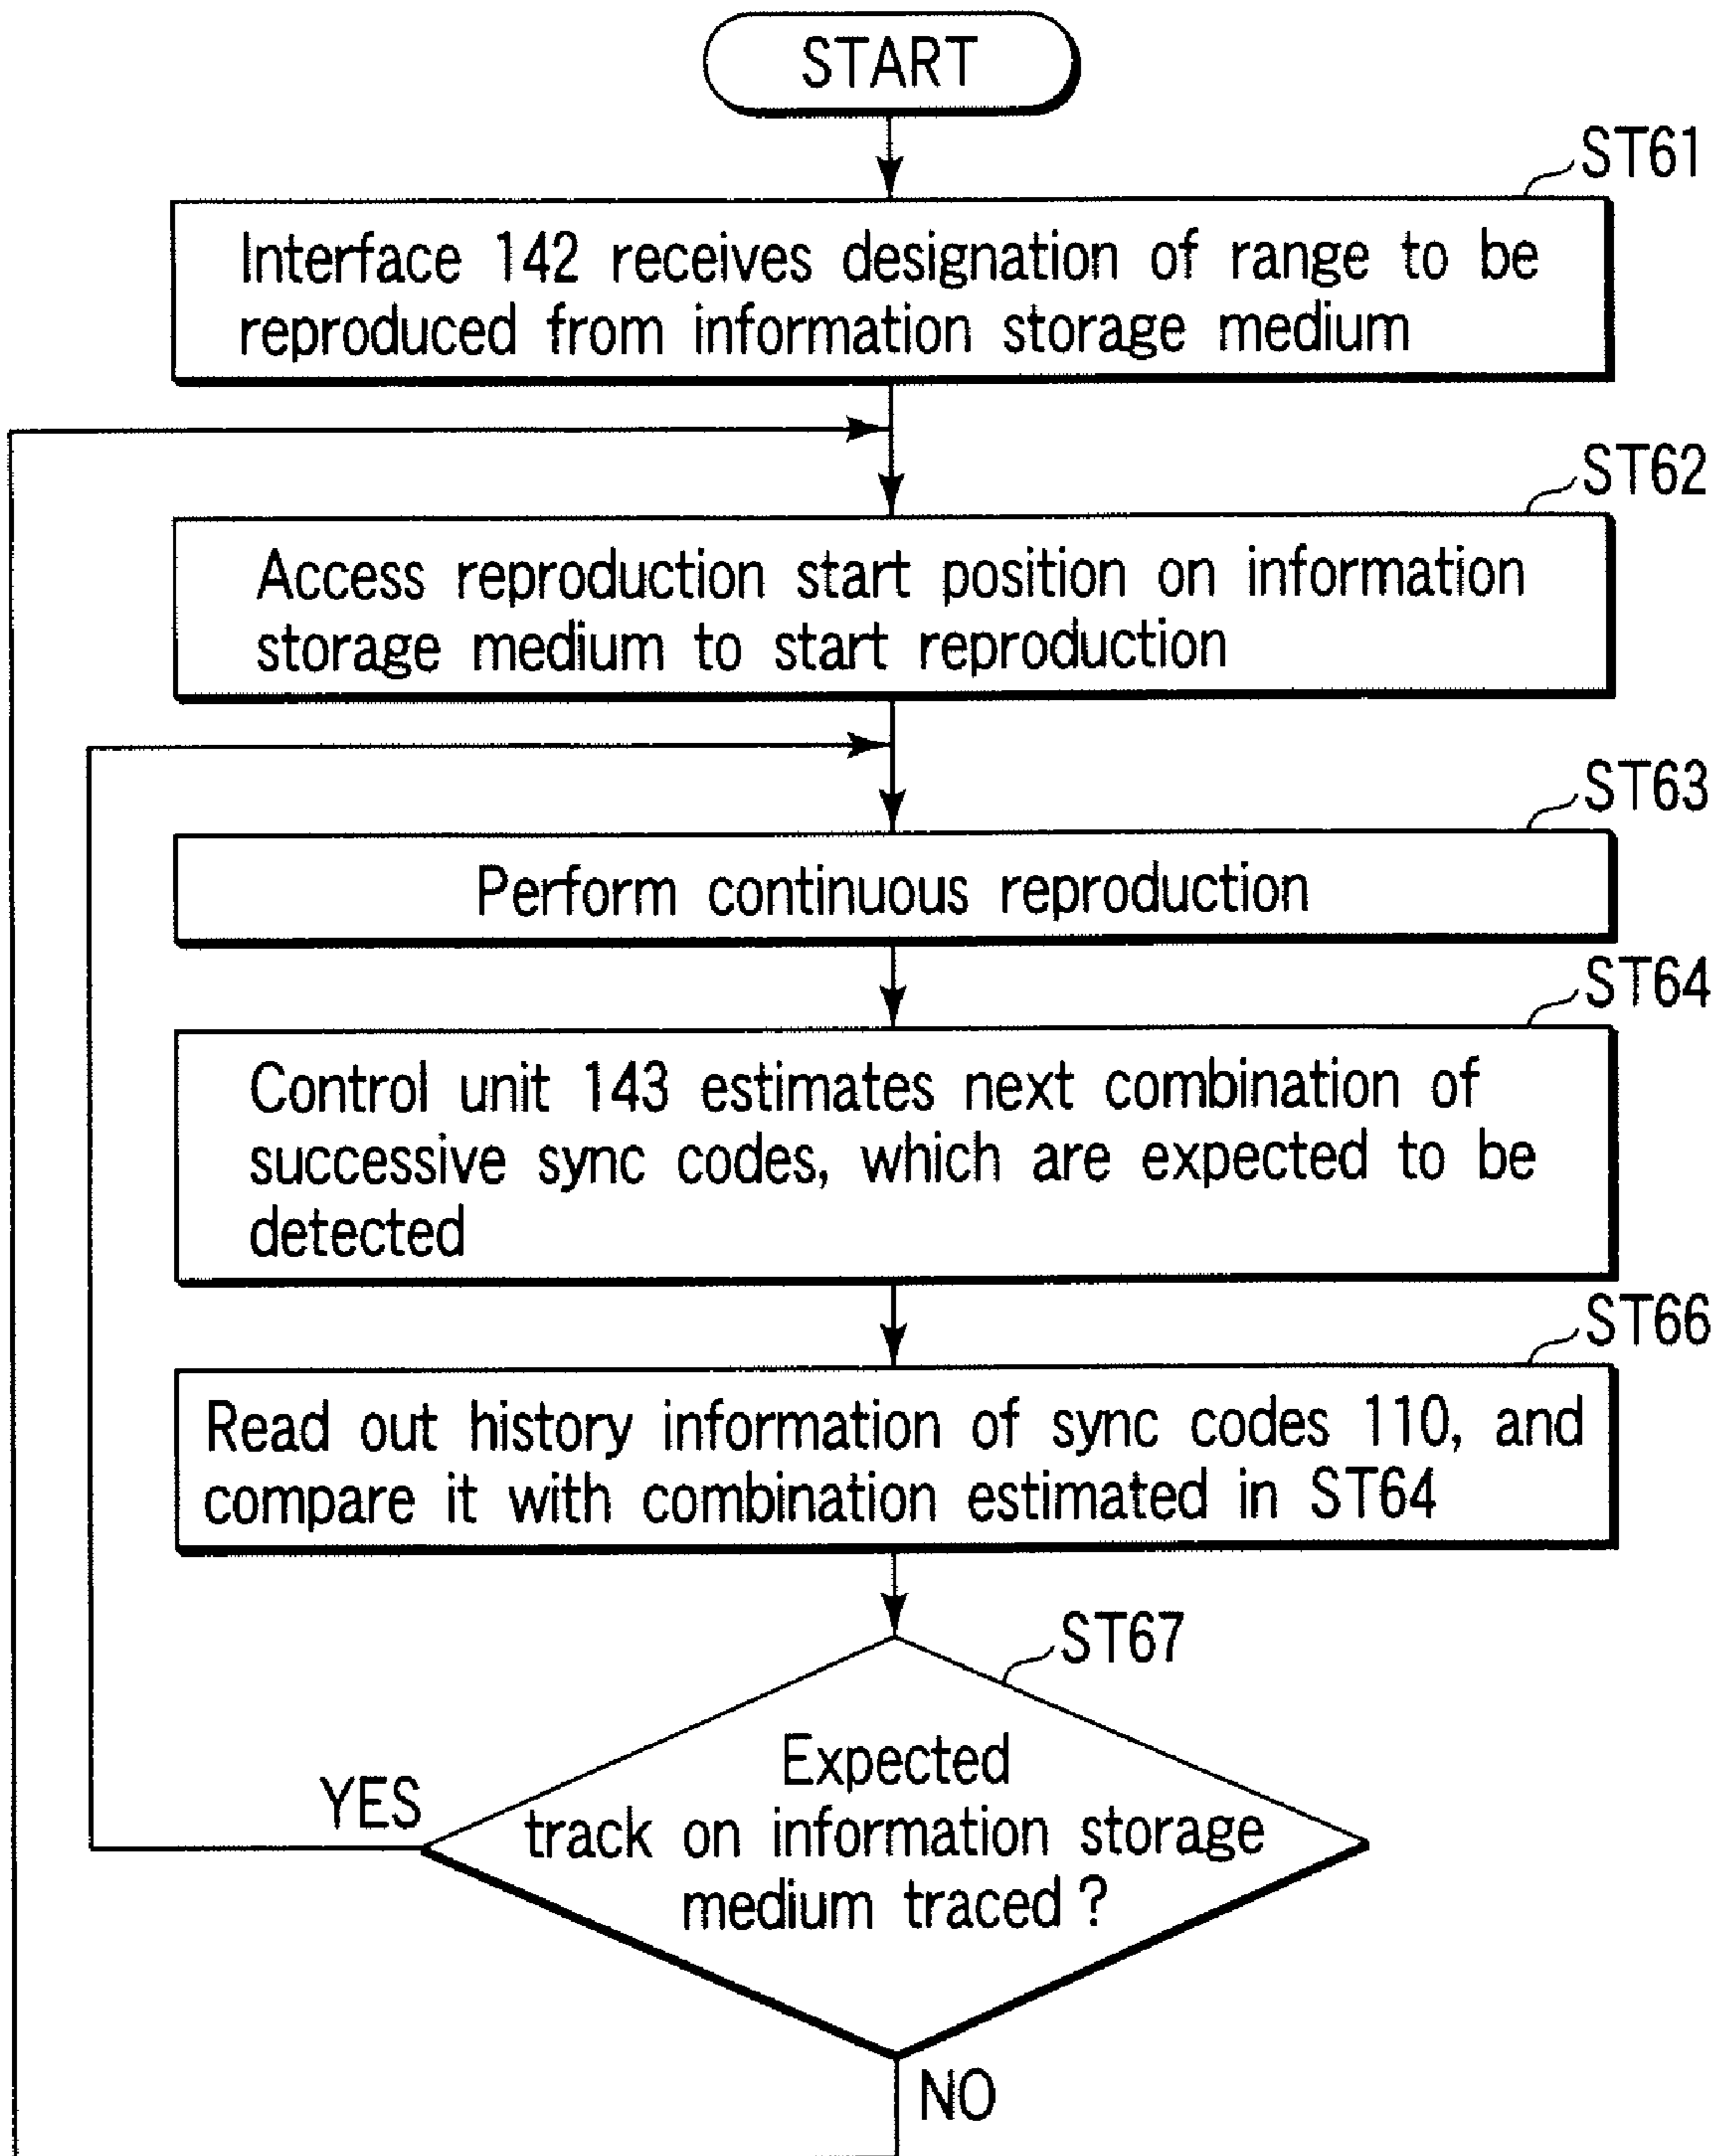 START
ST61
Interface 142 receives designation of range to be
reproduced from information storage medium
ST62
Access reproduction start position on information
storage medium to start reproduction
ST63
Perform continuous reproduction
ST64
Control unit 143 estimates next combination of
successive sync codes, which are expected to be
detected
ST66
Read out history information of sync codes 110, and
compare it with combination estimated in ST64
ST67
Expected
YES
track on information storage
medium traced ?
NO